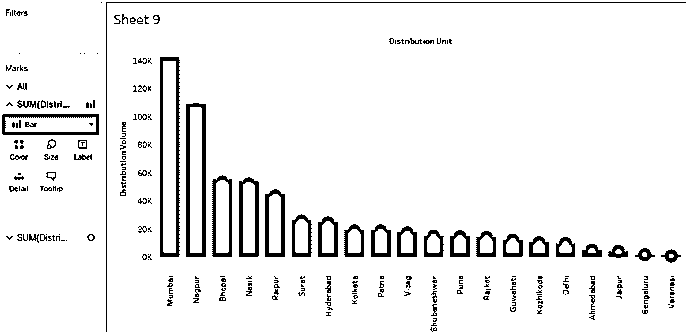 Filters
Sheet 9
Distribution Unit
Marks
All
SUM(Distri...
Bar
Color Size Label
Detail Tooltip
SUM(Distri...
Distribution Volume
140K
120K
100K
80K
60K
40K
20K
0K
Mumbai
Nagpur
Bhopal
Nasik
Raipur
Surat
Hyderabad
Kolkata
Patna
Vizag
Bhubaneshwar
Pune
Rajkot
Guwahati
Kozhikode
Delhi
Ahmedabad
Jaipur
Bengaluru
Varanasi